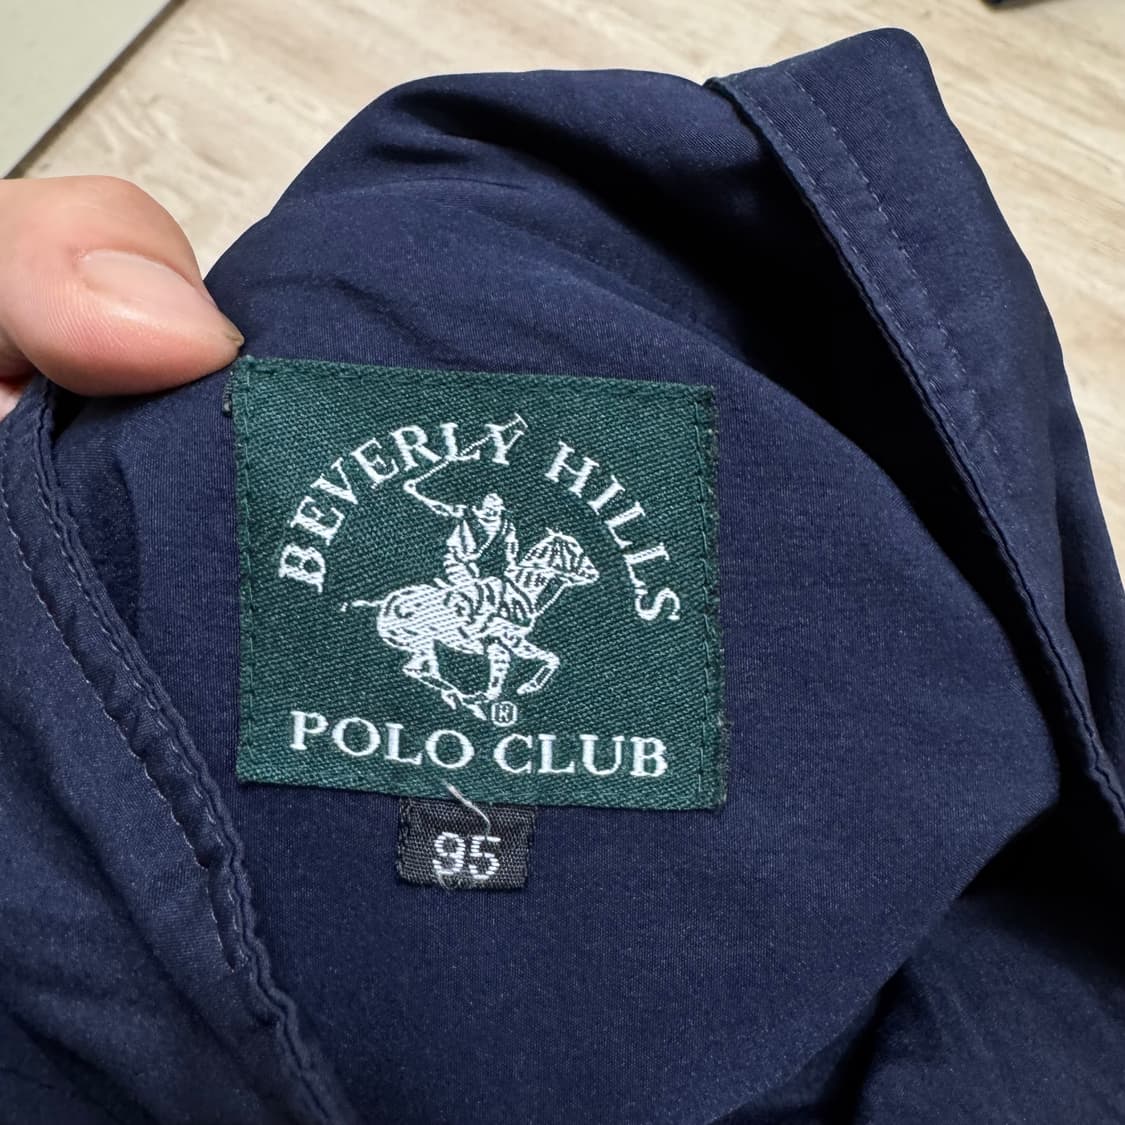 BEVERLY HILLS
®
POLO CLUB
95